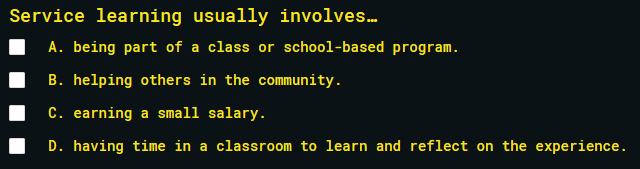 Service learning usually involves…
A. being part of a class or school-based program.
B. helping others in the community.
C. earning a small salary.
D. having time in a classroom to learn and reflect on the experience.